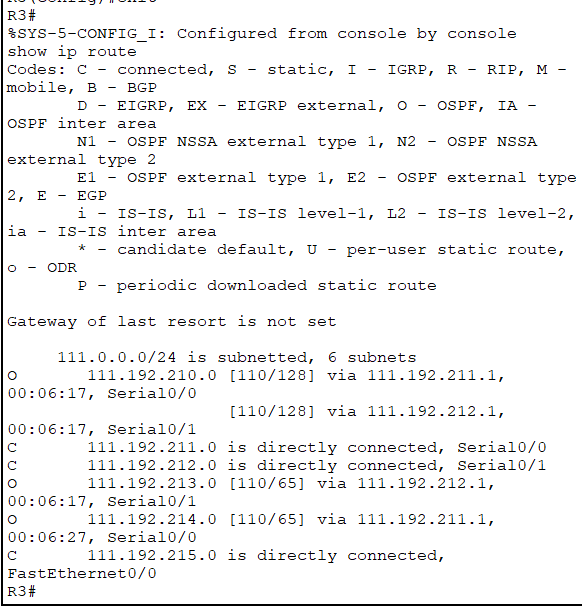 R3#
%SYS-5-CONFIG_I: Configured from console by console
show ip route
Codes: C - connected, S - static, I - IGRP, R - RIP, M -
mobile, B - BGP
       D - EIGRP, EX - EIGRP external, O - OSPF, IA -
OSPF inter area
       N1 - OSPF NSSA external type 1, N2 - OSPF NSSA
external type 2
       E1 - OSPF external type 1, E2 - OSPF external type
2, E - EGP
       i - IS-IS, L1 - IS-IS level-1, L2 - IS-IS level-2,
ia - IS-IS inter area
       * - candidate default, U - per-user static route,
o - ODR
       P - periodic downloaded static route

Gateway of last resort is not set

     111.0.0.0/24 is subnetted, 6 subnets
O       111.192.210.0 [110/128] via 111.192.211.1,
00:06:17, Serial0/0
                      [110/128] via 111.192.212.1,
00:06:17, Serial0/1
C       111.192.211.0 is directly connected, Serial0/0
C       111.192.212.0 is directly connected, Serial0/1
O       111.192.213.0 [110/65] via 111.192.212.1,
00:06:17, Serial0/1
O       111.192.214.0 [110/65] via 111.192.211.1,
00:06:27, Serial0/0
C       111.192.215.0 is directly connected,
FastEthernet0/0
R3#